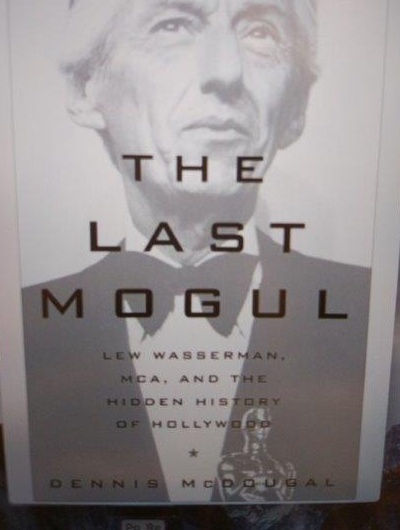 THE
LAST
MOGUL
LEW WASSERMAN,
MCA, AND THE
HIDDEN HISTORY
OF HOLLYWOOD
*
DENNIS McDOUGAL